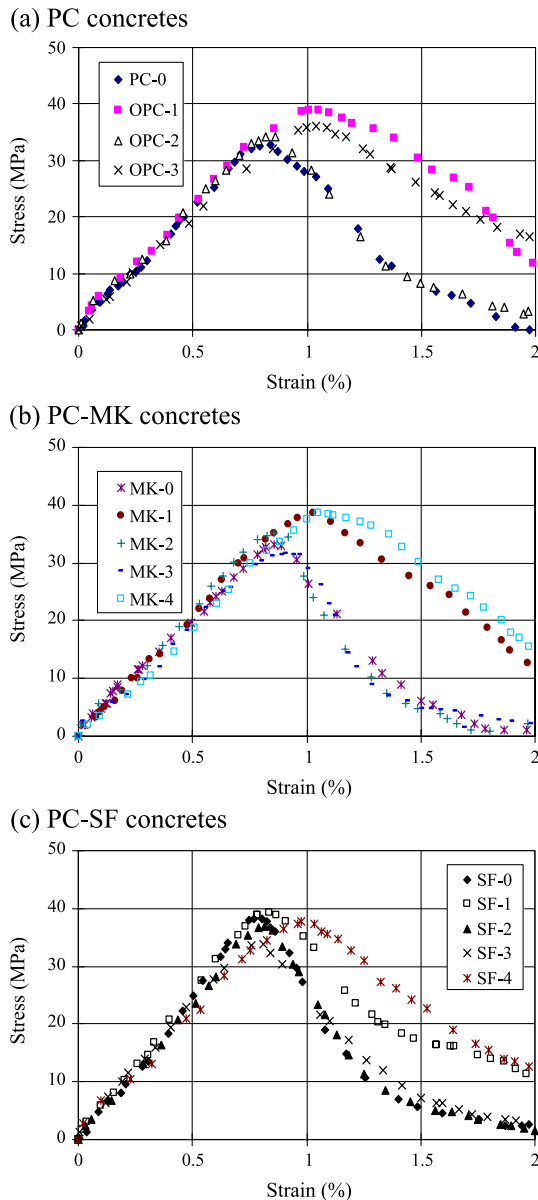 (a) PC concretes
50
40
30
20
10
0
Stress (MPa)
PC-0
OPC-1
OPC-2
OPC-3
0
0.5
1
1.5
2
Strain (%)
(b) PC-MK concretes
50
40
30
20
10
0
Stress (MPa)
MK-0
MK-1
MK-2
MK-3
MK-4
0
0.5
1
1.5
2
Strain (%)
(c) PC-SF concretes
50
40
30
20
10
0
Stress (MPa)
SF-0
SF-1
SF-2
SF-3
SF-4
0
0.5
1
1.5
2
Strain (%)